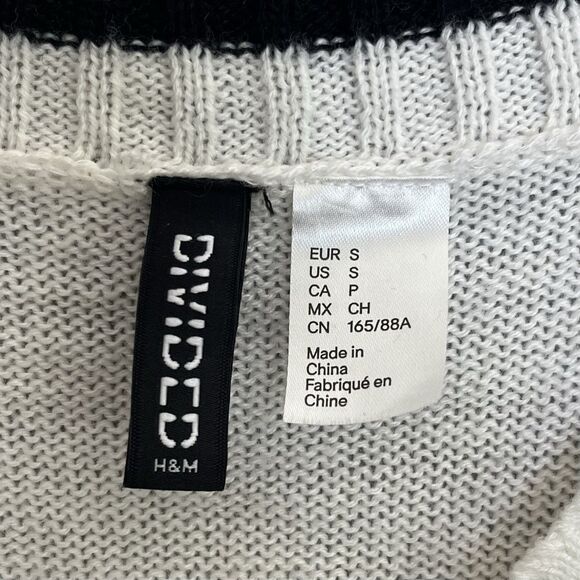 DIVIDED
H&M
EUR S
US S
CA P
MX CH
CN 165/88A
Made in
China
Fabriqué en
Chine